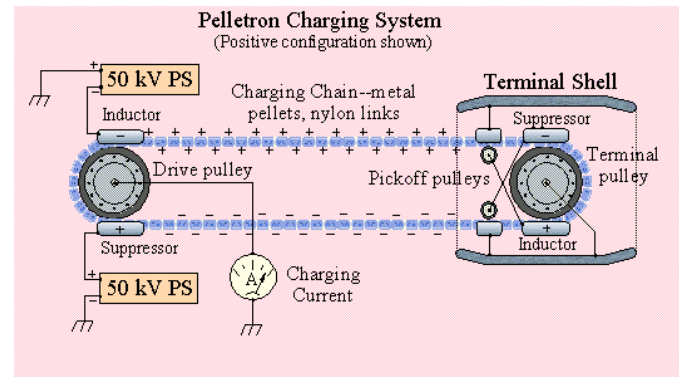 Pelletron Charging System
(Positive configuration shown)
+
50 kV PS
−
Inductor
−
Charging Chain--metal
pellets, nylon links
+ + + + + + + + + + +
+ + + + + + + + + +
Terminal Shell
Suppressor
−
Drive pulley
Pickoff pulleys
Terminal
pulley
− − − − − − − − −
− − − − − − − − − −
+
Suppressor
+
Inductor
+
50 kV PS
−
A
Charging
Current